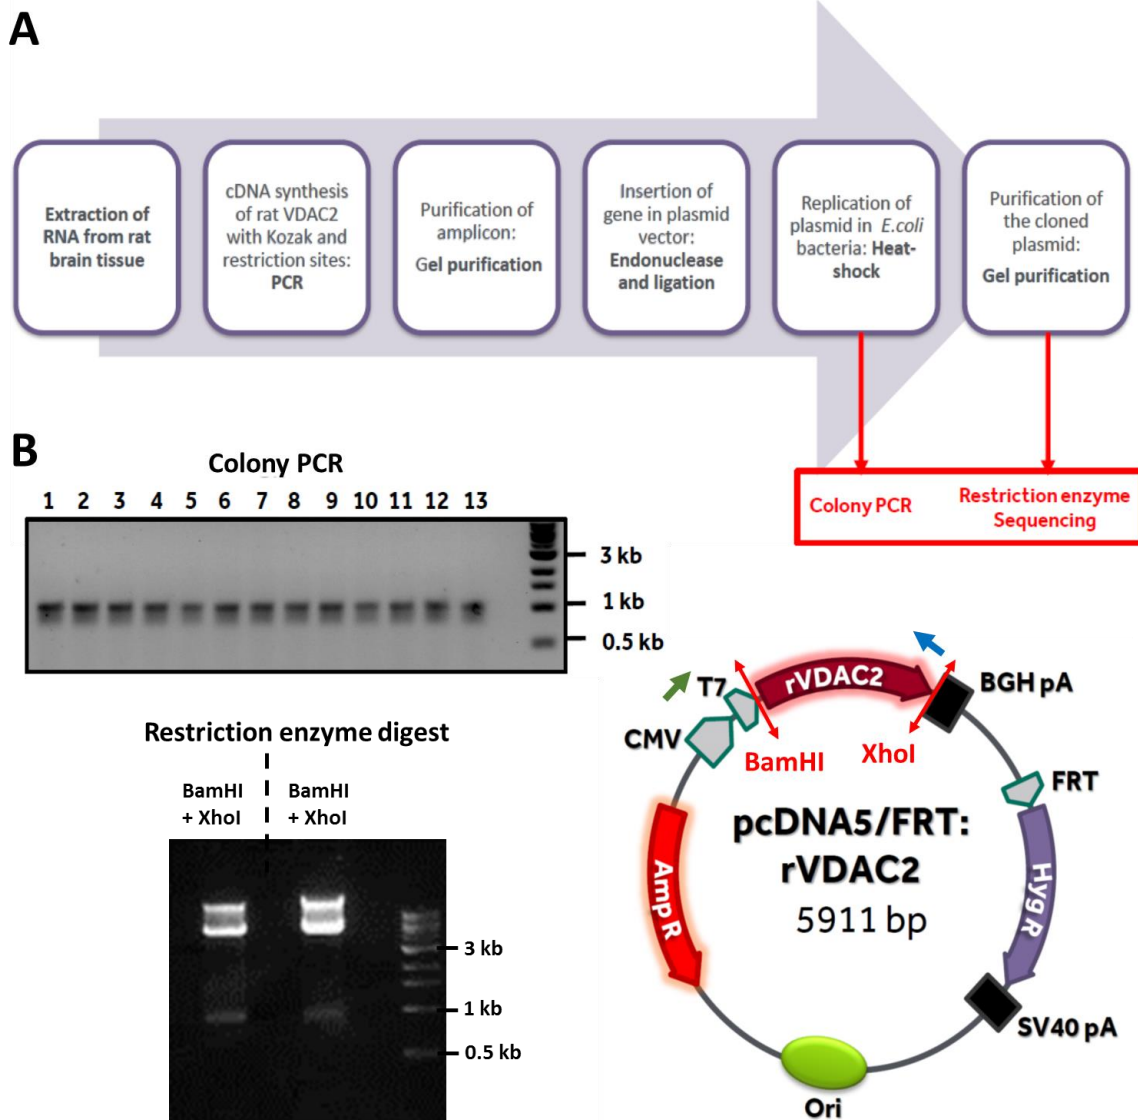 A
Extraction of
RNA from rat
brain tissue
cDNA synthesis
of rat VDAC2
with Kozak and
restriction sites:
PCR
Purification of
amplicon:
Gel purification
Insertion of
gene in plasmid
vector:
Endonuclease
and ligation
Replication of
plasmid in E.coli
bacteria: Heat-
shock
Purification of
the cloned
plasmid:
Gel purification
Colony PCR
Restriction enzyme
Sequencing
B
Colony PCR
1 2 3 4 5 6 7 8 9 10 11 12 13
3 kb
1 kb
0.5 kb
Restriction enzyme digest
BamHI
+ XhoI
BamHI
+ XhoI
3 kb
1 kb
0.5 kb
T7
rVDAC2
BGH pA
CMV
BamHI
XhoI
FRT
pcDNA5/FRT:
rVDAC2
5911 bp
Amp R
Hyg R
SV40 pA
Ori